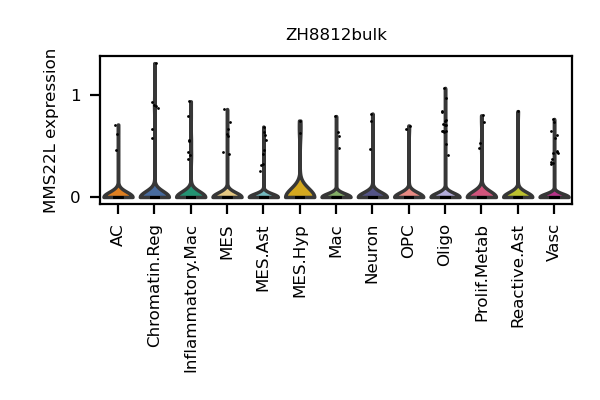 ZH8812bulk
MMS22L expression
1
0
AC
Chromatin.Reg
Inflammatory.Mac
MES
MES.Ast
MES.Hyp
Mac
Neuron
OPC
Oligo
Prolif.Metab
Reactive.Ast
Vasc